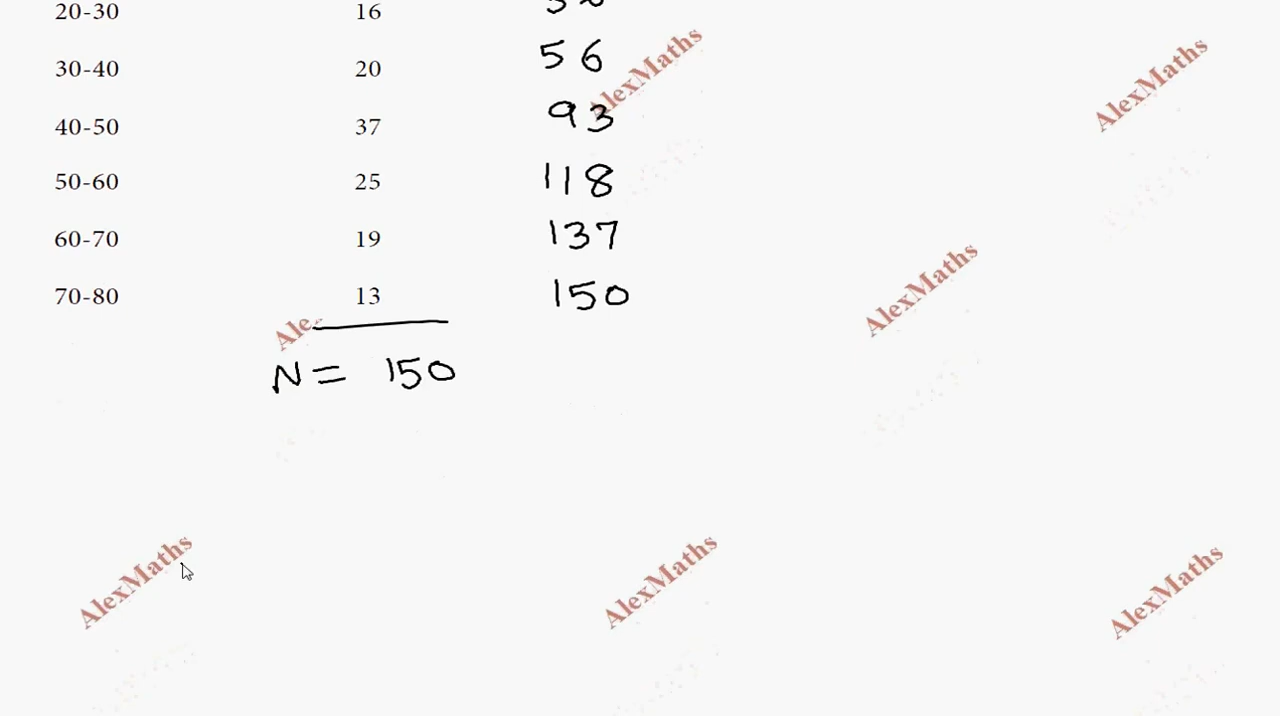 20-30 16
30-40 20 56
40-50 37 93
50-60 25 118
60-70 19 137
70-80 13 150
N = 150
AlexMaths
AlexMaths
AlexMaths
Ale
AlexMaths
AlexMaths
AlexMaths